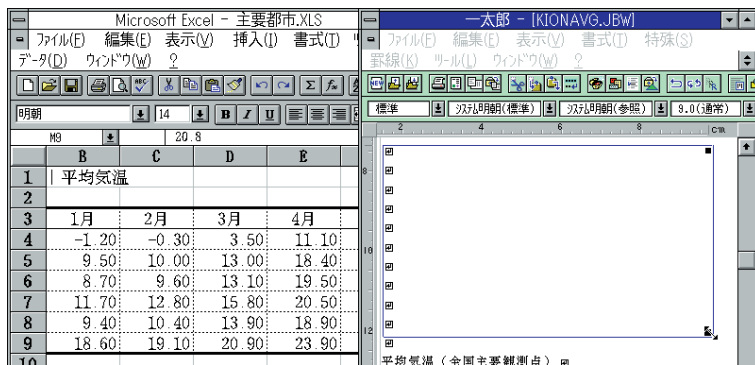 Microsoft Excel - 主要都市.XLS
ファイル(F) 編集(E) 表示(V) 挿入(I) 書式(T)
データ(D) ウィンドウ(W) ?
明朝 14 B I U
M9 20.8
B C D E
1 平均気温
2
3 1月 2月 3月 4月
4 -1.20 -0.30 3.50 11.10
5 9.50 10.00 13.00 18.40
6 8.70 9.60 13.10 19.50
7 11.70 12.80 15.80 20.50
8 9.40 10.40 13.90 18.90
9 18.60 19.10 20.90 23.90
10
一太郎 - [KIONAVG.JBW]
ファイル(F) 編集(E) 表示(V) 書式(T) 特殊(S)
罫線(K) ツール(L) ウィンドウ(W) ?
標準 システム明朝(標準) システム明朝(参照) 9.0(通常)
2 4 6 8 cm
8
10
12
平均気温(全国主要観測点)